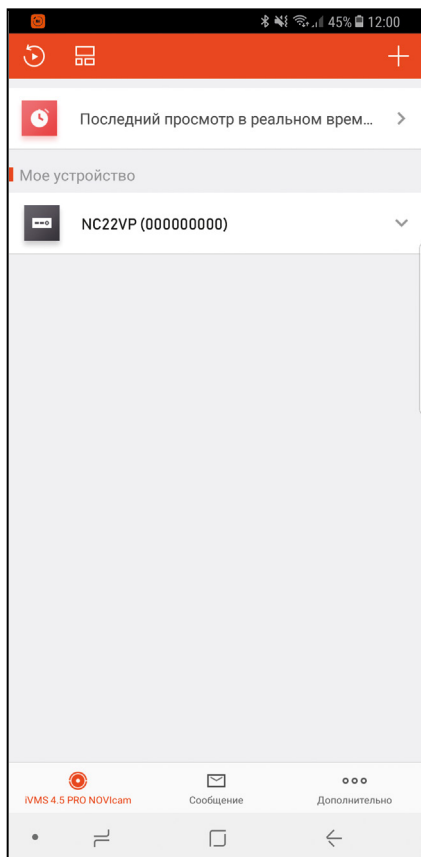 45% 12:00
Последний просмотр в реальном врем...
Мое устройство
NC22VP (000000000)
iVMS 4.5 PRO NOVIcam
Сообщение
Дополнительно